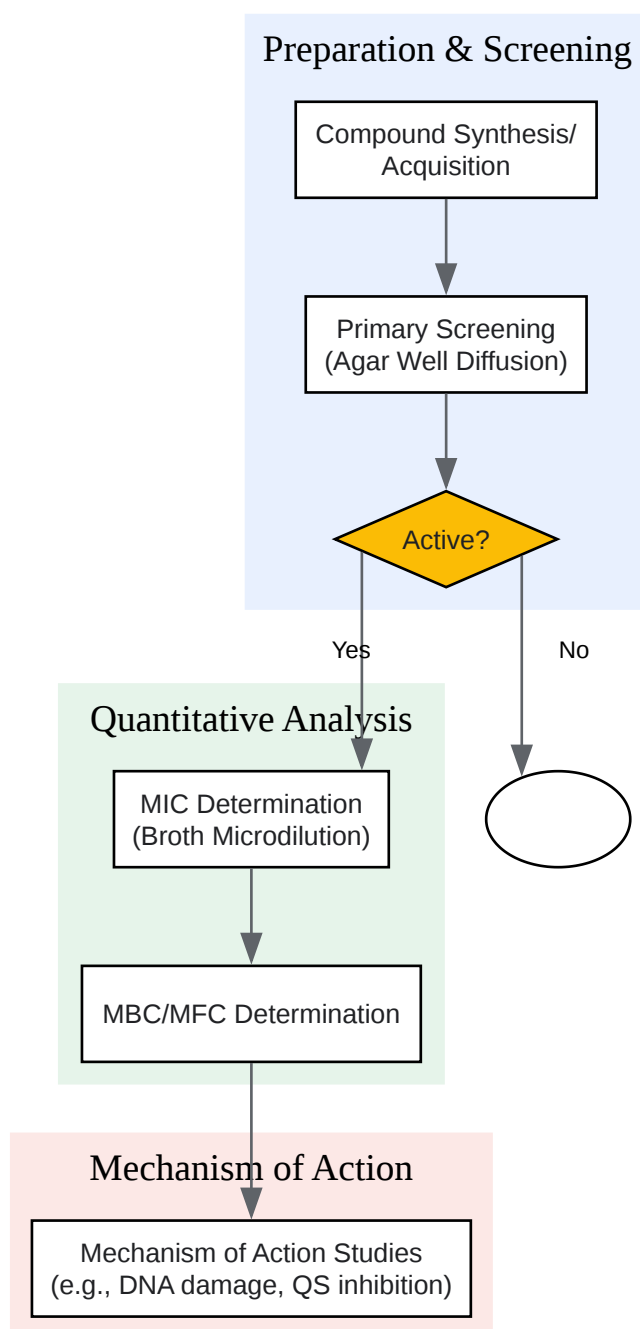 Preparation & Screening
Compound Synthesis/
Acquisition
Primary Screening
(Agar Well Diffusion)
Active?
Yes
No
Quantitative Analysis
MIC Determination
(Broth Microdilution)
MBC/MFC Determination
Mechanism of Action
Mechanism of Action Studies
(e.g., DNA damage, QS inhibition)